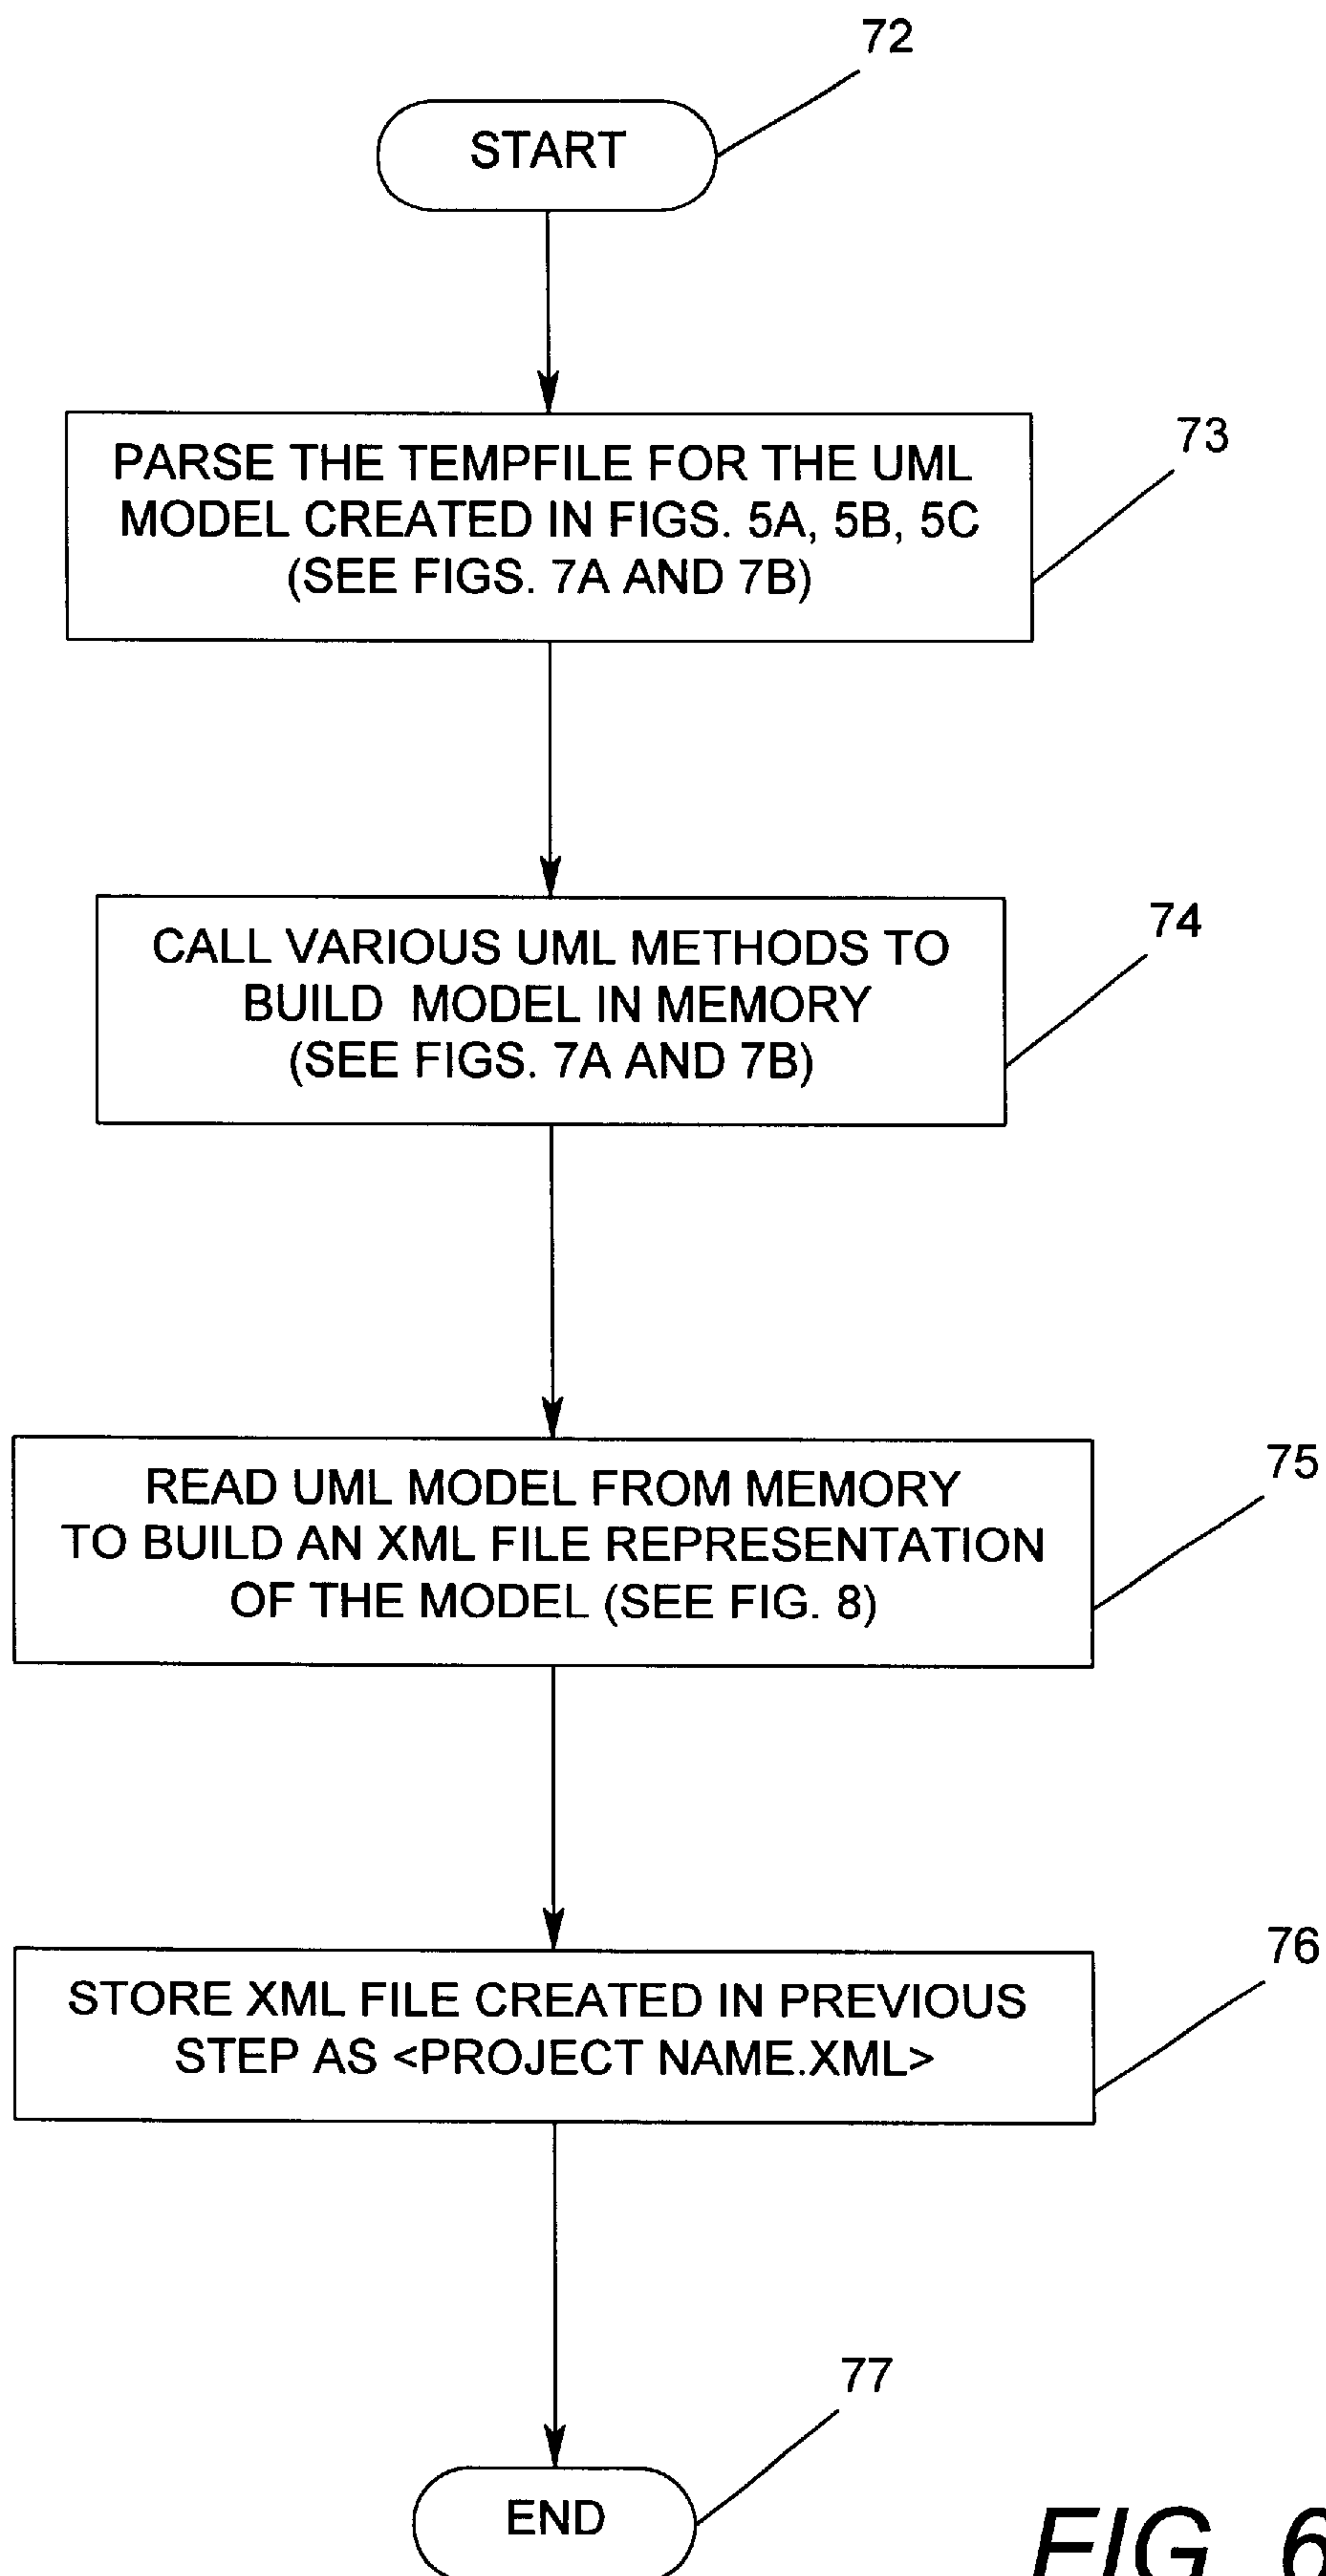 72
START
73
PARSE THE TEMPFILE FOR THE UML
MODEL CREATED IN FIGS. 5A, 5B, 5C
(SEE FIGS. 7A AND 7B)
74
CALL VARIOUS UML METHODS TO
BUILD MODEL IN MEMORY
(SEE FIGS. 7A AND 7B)
75
READ UML MODEL FROM MEMORY
TO BUILD AN XML FILE REPRESENTATION
OF THE MODEL (SEE FIG. 8)
76
STORE XML FILE CREATED IN PREVIOUS
STEP AS <PROJECT NAME.XML>
77
END
FIG. 6